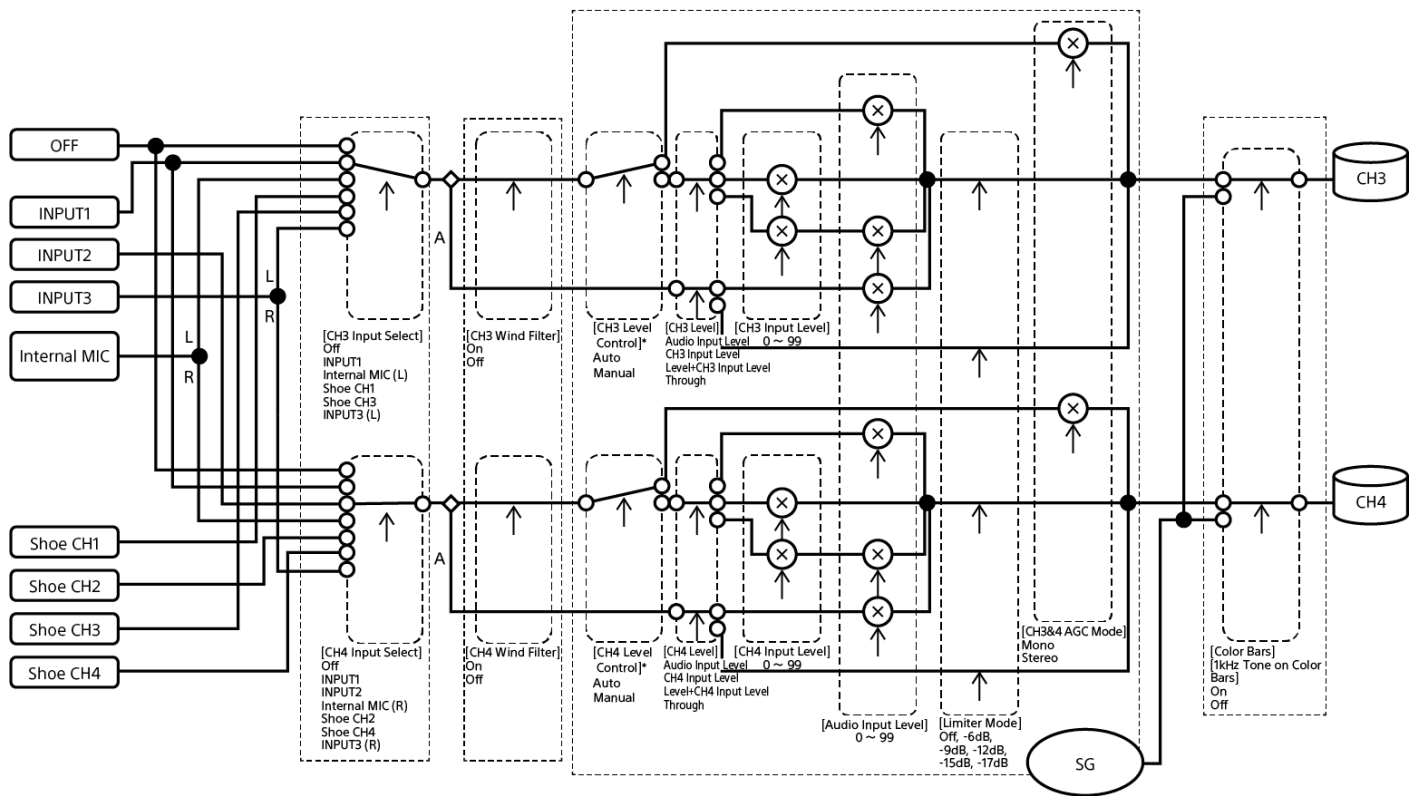 OFF
INPUT1
INPUT2
INPUT3
Internal MIC
L
R
L
R
Shoe CH1
Shoe CH2
Shoe CH3
Shoe CH4
[CH3 Input Select]
Off
INPUT1
Internal MIC (L)
Shoe CH1
Shoe CH3
INPUT3 (L)
A
[CH3 Wind Filter]
On
Off
[CH3 Level
Control]*
Auto
Manual
[CH3 Level]
Audio Input Level
CH3 Input Level
Level+CH3 Input Level
Through
[CH3 Input Level]
0 ~ 99
CH3
[CH4 Input Select]
Off
INPUT1
INPUT2
Internal MIC (R)
Shoe CH2
Shoe CH4
INPUT3 (R)
A
[CH4 Wind Filter]
On
Off
[CH4 Level
Control]*
Auto
Manual
[CH4 Level]
Audio Input Level
CH4 Input Level
Level+CH4 Input Level
Through
[CH4 Input Level]
0 ~ 99
[Audio Input Level]
0 ~ 99
[Limiter Mode]
Off, -6dB,
-9dB, -12dB,
-15dB, -17dB
[CH3&4 AGC Mode]
Mono
Stereo
SG
[Color Bars]
[1kHz Tone on Color
Bars]
On
Off
CH4